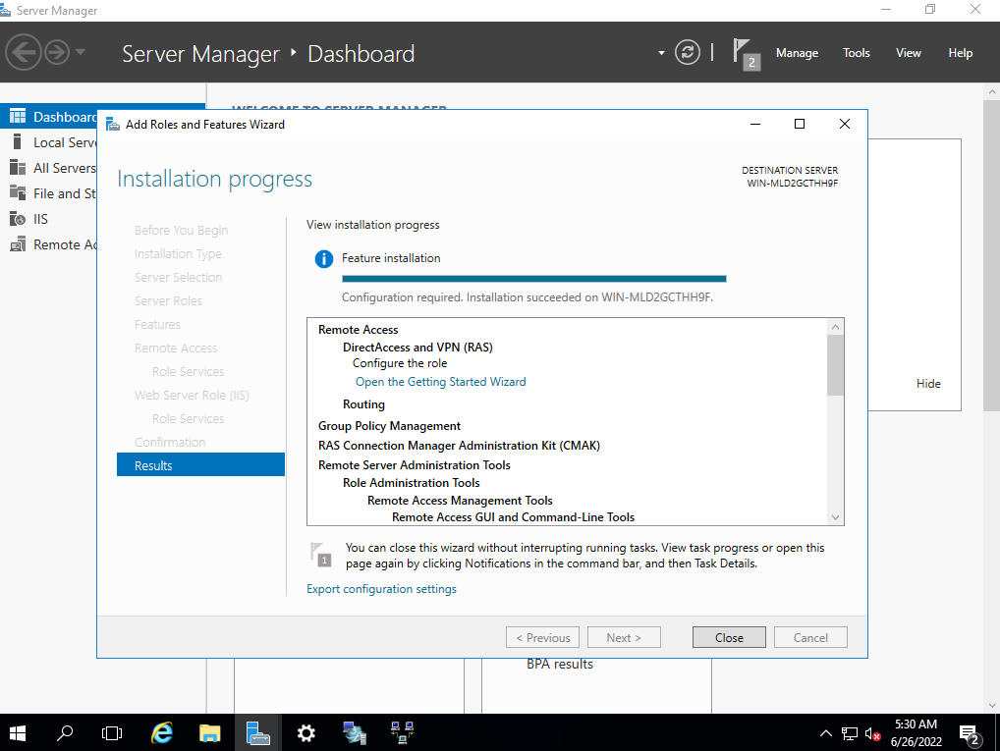 Server Manager
Server Manager
Dashboard
2
Manage
Tools
View
Help
WELCOME TO SERVER MANAGER
Dashboard
Local Serve
All Servers
File and St
IIS
Remote Ac
Add Roles and Features Wizard
Installation progress
DESTINATION SERVER
WIN-MLD2GCTHH9F
Before You Begin
Installation Type
Server Selection
Server Roles
Features
Remote Access
Role Services
Web Server Role (IIS)
Role Services
Confirmation
Results
View installation progress
Feature installation
Configuration required. Installation succeeded on WIN-MLD2GCTHH9F.
Remote Access
DirectAccess and VPN (RAS)
Configure the role
Open the Getting Started Wizard
Routing
Group Policy Management
RAS Connection Manager Administration Kit (CMAK)
Remote Server Administration Tools
Role Administration Tools
Remote Access Management Tools
Remote Access GUI and Command-Line Tools
1
You can close this wizard without interrupting running tasks. View task progress or open this
page again by clicking Notifications in the command bar, and then Task Details.
Export configuration settings
< Previous
Next >
Close
Cancel
Hide
BPA results
5:30 AM
6/26/2022
2